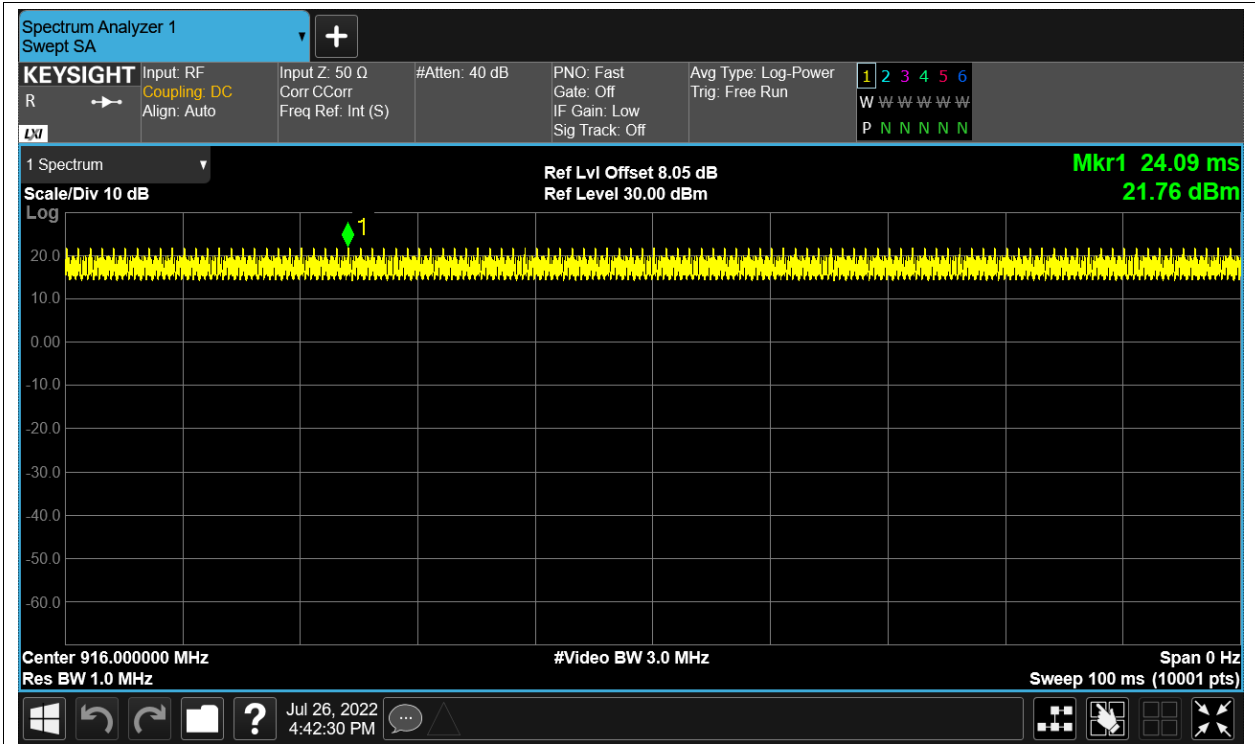 Spectrum Analyzer 1
Swept SA
KEYSIGHT
R
LXI
Input: RF
Coupling: DC
Align: Auto
Input Z: 50 Ω
Corr CCorr
Freq Ref: Int (S)
#Atten: 40 dB
PNO: Fast
Gate: Off
IF Gain: Low
Sig Track: Off
Avg Type: Log-Power
Trig: Free Run
1 2 3 4 5 6
W W W W W W
P N N N N N
1 Spectrum
Scale/Div 10 dB
Ref Lvl Offset 8.05 dB
Ref Level 30.00 dBm
Mkr1 24.09 ms
21.76 dBm
Log
1
20.0
10.0
0.00
-10.0
-20.0
-30.0
-40.0
-50.0
-60.0
Center 916.000000 MHz
#Video BW 3.0 MHz
Span 0 Hz
Res BW 1.0 MHz
Sweep 100 ms (10001 pts)
?
Jul 26, 2022
4:42:30 PM